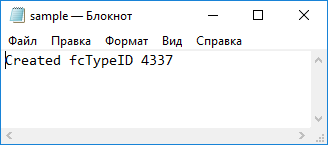 sample — Блокнот
Файл Правка Формат Вид Справка
Created fcTypeID 4337